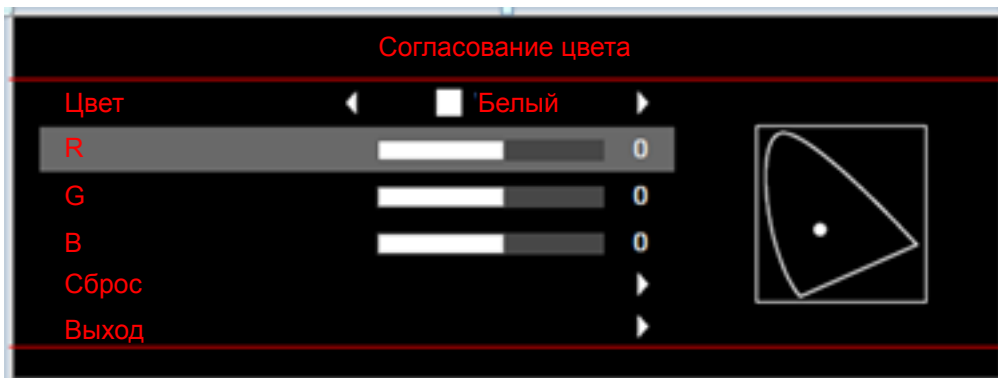 Согласование цвета
Цвет Белый
R 0
G 0
B 0
Сброс
Выход